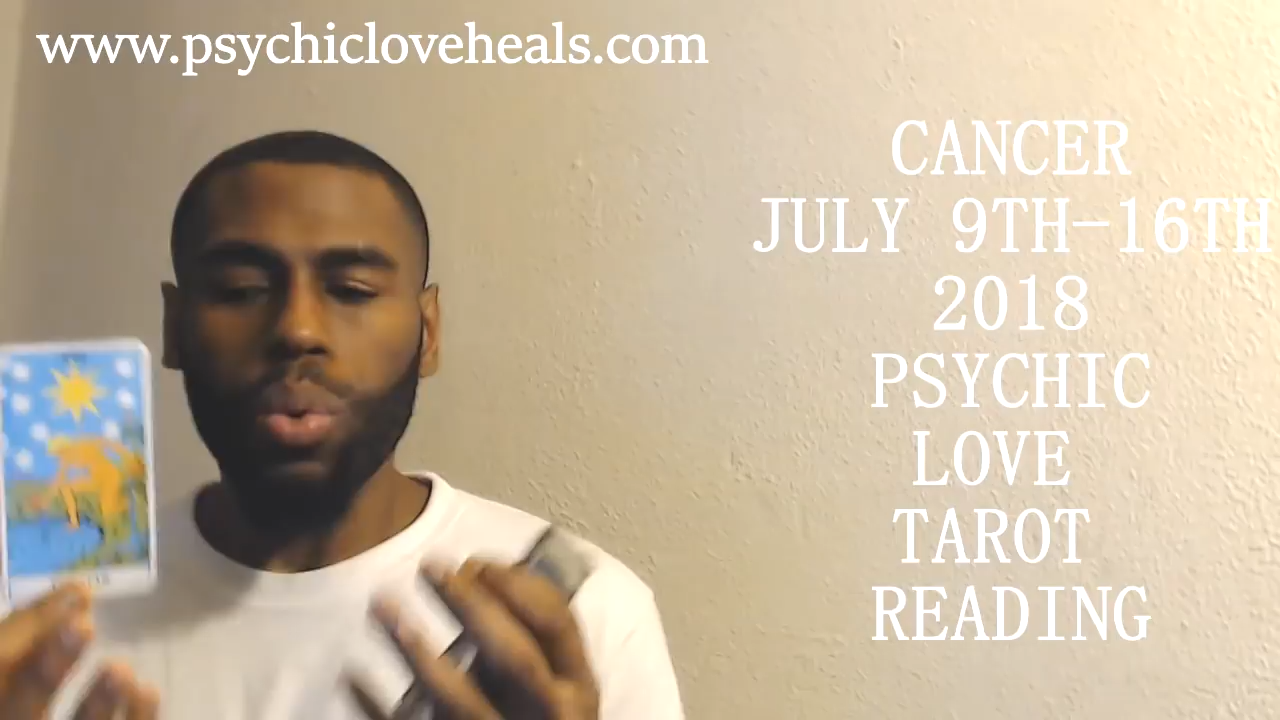 www.psychicloveheals.com
CANCER
JULY 9TH-16TH
2018
PSYCHIC
LOVE
TAROT
READING